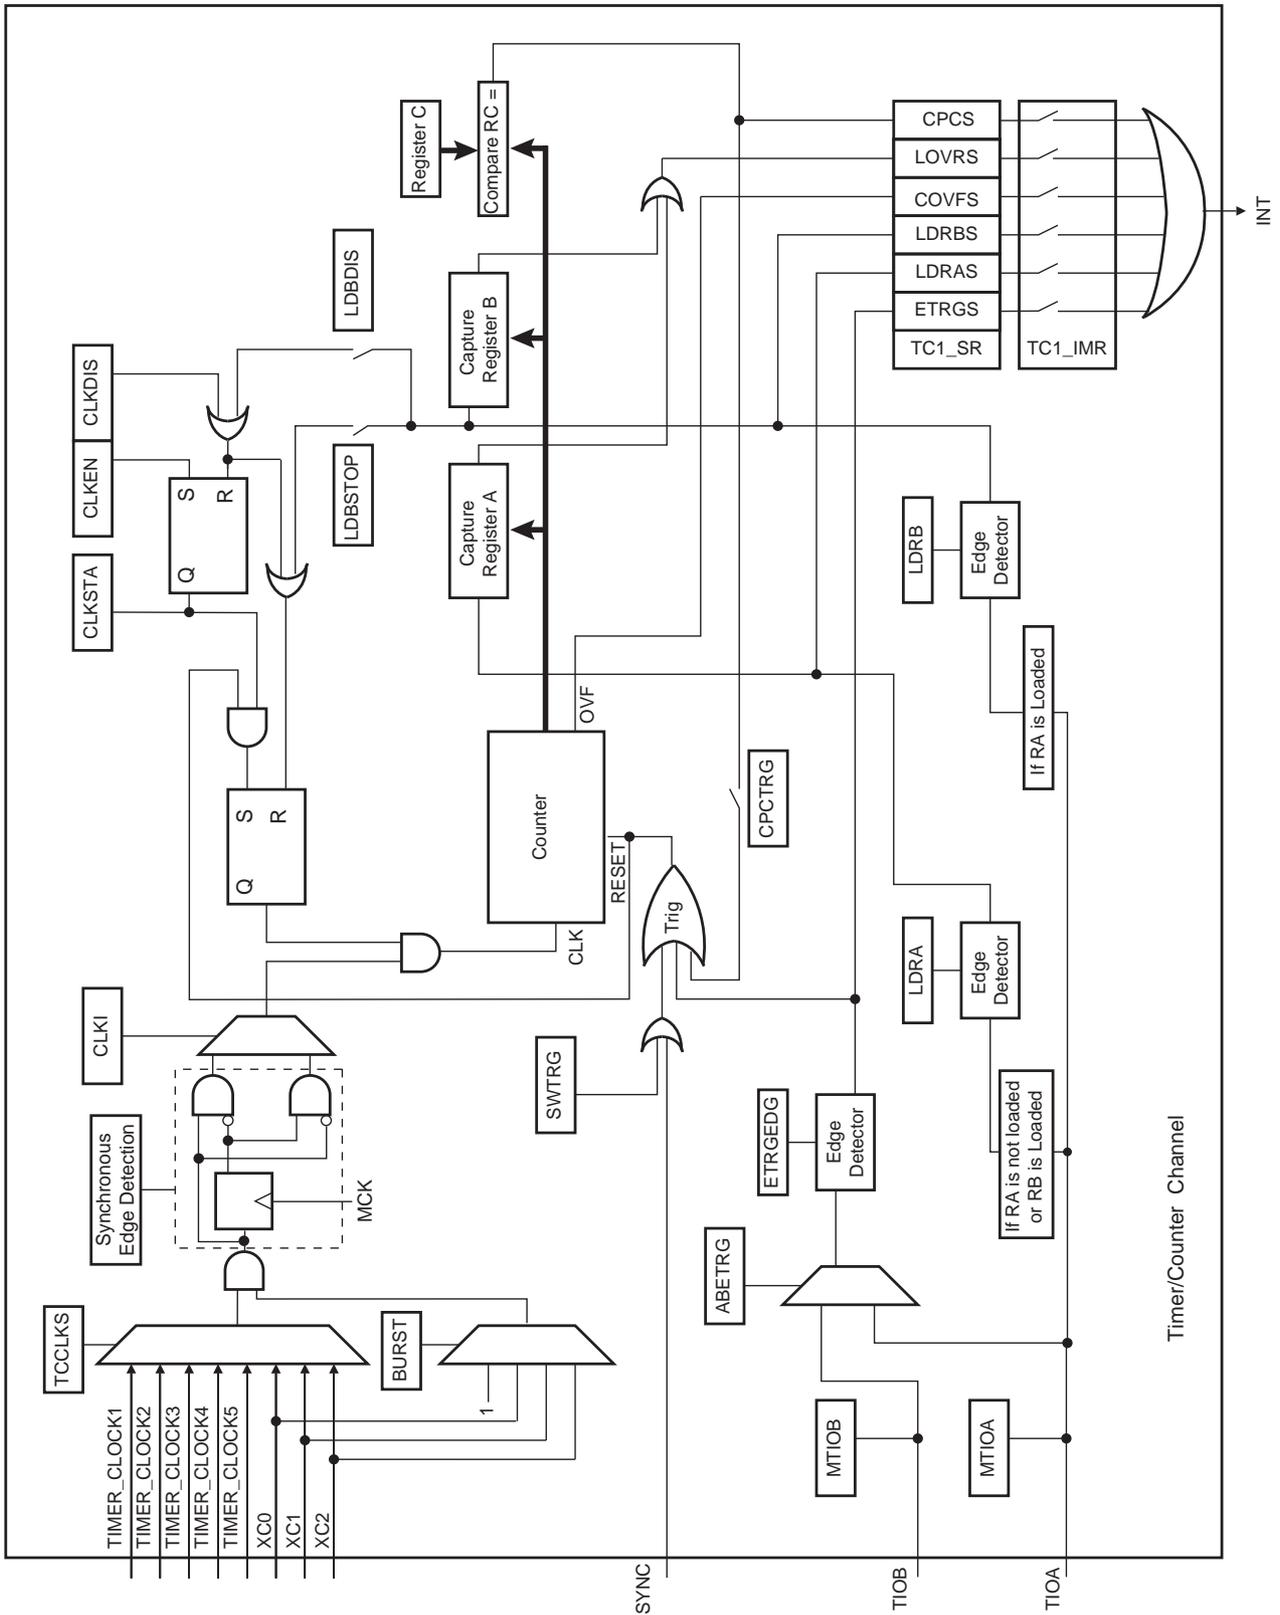 TCCLKS
TIMER_CLOCK1
TIMER_CLOCK2
TIMER_CLOCK3
TIMER_CLOCK4
TIMER_CLOCK5
XC0
XC1
XC2
BURST
1
Synchronous
Edge Detection
CLKI
MCK
CLKSTA
CLKEN
CLKDIS
Q
S
R
Q
S
R
LDBSTOP
LDBDIS
Register C
Capture
Register A
Capture
Register B
Compare RC =
Counter
CLK
OVF
RESET
SWTRG
SYNC
Trig
CPCTRG
ABETRG
ETRGEDG
Edge
Detector
MTIOB
TIOB
MTIOA
TIOA
LDRA
Edge
Detector
If RA is not loaded
or RB is Loaded
LDRB
Edge
Detector
If RA is Loaded
CPCS
LOVRS
COVFS
LDRBS
LDRAS
ETRGS
TC1_SR
TC1_IMR
INT
Timer/Counter Channel